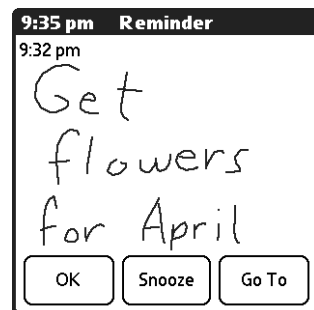 9:35 pm Reminder
9:32 pm
Get
flowers
for April
OK Snooze Go To